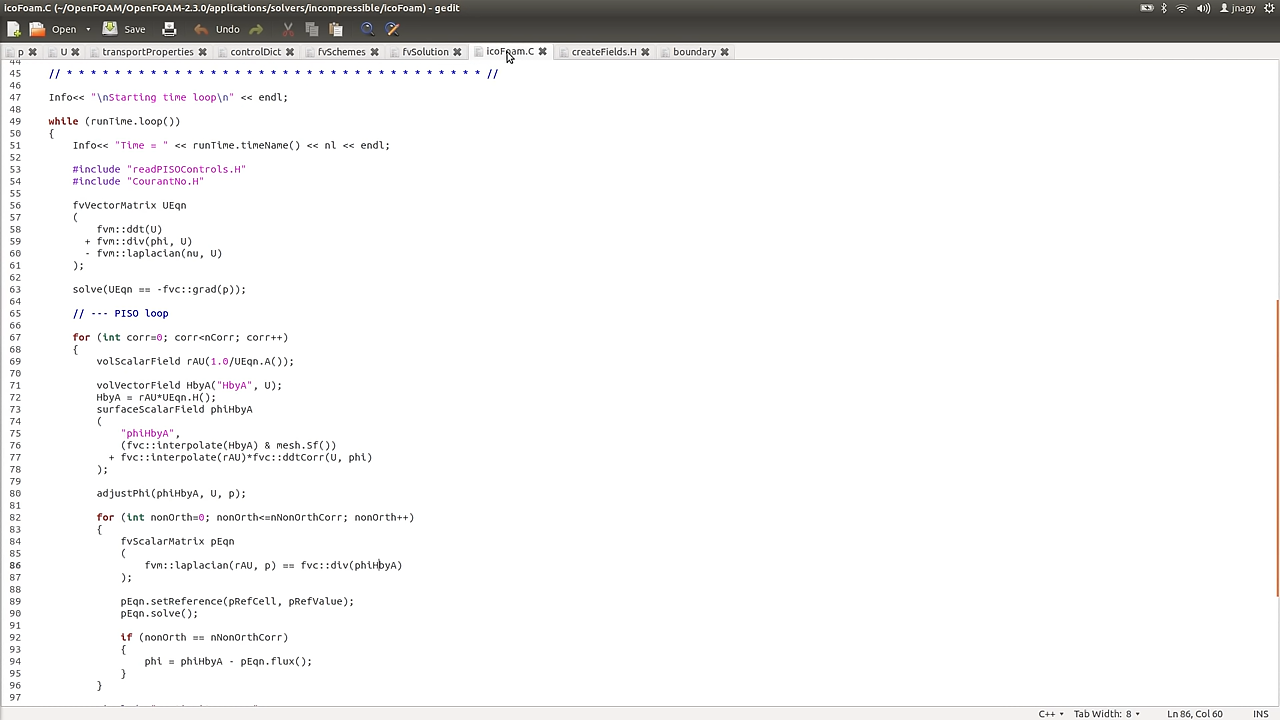 icoFoam.C (~/OpenFOAM/OpenFOAM-2.3.0/applications/solvers/incompressible/icoFoam) - gedit
jnagy
Open Save Undo
p U transportProperties controlDict fvSchemes fvSolution icoFoam.C createFields.H boundary
44
45 // * * * * * * * * * * * * * * * * * * * * * * * * * * * * * * * * * * * //
46
47 Info<< "\nStarting time loop\n" << endl;
48
49 while (runTime.loop())
50 {
51 Info<< "Time = " << runTime.timeName() << nl << endl;
52
53 #include "readPISOControls.H"
54 #include "CourantNo.H"
55
56 fvVectorMatrix UEqn
57 (
58 fvm::ddt(U)
59 + fvm::div(phi, U)
60 - fvm::laplacian(nu, U)
61 );
62
63 solve(UEqn == -fvc::grad(p));
64
65 // --- PISO loop
66
67 for (int corr=0; corr<nCorr; corr++)
68 {
69 volScalarField rAU(1.0/UEqn.A());
70
71 volVectorField HbyA("HbyA", U);
72 HbyA = rAU*UEqn.H();
73 surfaceScalarField phiHbyA
74 (
75 "phiHbyA",
76 (fvc::interpolate(HbyA) & mesh.Sf())
77 + fvc::interpolate(rAU)*fvc::ddtCorr(U, phi)
78 );
79
80 adjustPhi(phiHbyA, U, p);
81
82 for (int nonOrth=0; nonOrth<=nNonOrthCorr; nonOrth++)
83 {
84 fvScalarMatrix pEqn
85 (
86 fvm::laplacian(rAU, p) == fvc::div(phiHbyA)
87 );
88
89 pEqn.setReference(pRefCell, pRefValue);
90 pEqn.solve();
91
92 if (nonOrth == nNonOrthCorr)
93 {
94 phi = phiHbyA - pEqn.flux();
95 }
96 }
97
C++ Tab Width: 8 Ln 86, Col 60 INS